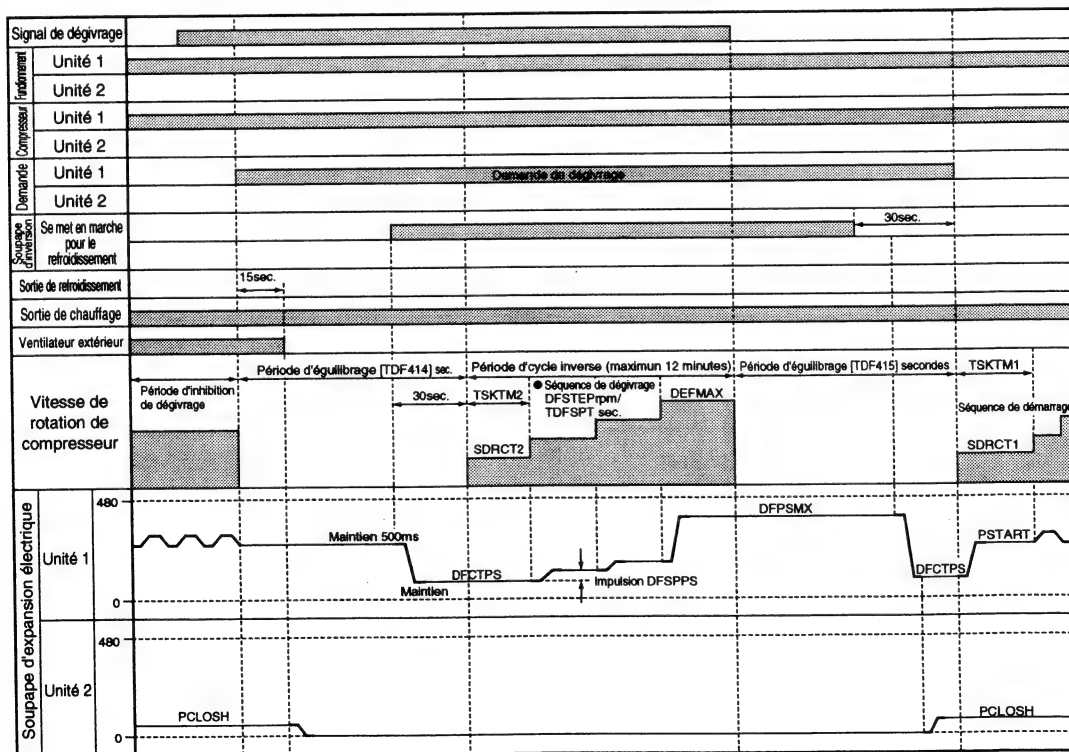 Signal de dégivrage
Fonctionnement
Unité 1
Unité 2
Compresseur
Unité 1
Unité 2
Demande
Unité 1
Demande de dégivrage
Unité 2
Soupape d'inversion
Se met en marche
pour le
refroidissement
30sec.
Sortie de refroidissement
15sec.
Sortie de chauffage
Ventilateur extérieur
Vitesse de
rotation de
compresseur
Période d'inhibition
de dégivrage
Période d'éguilibrage [TDF414] sec.
30sec.
Période d'cycle inverse (maximun 12 minutes)
TSKTM2
● Séquence de dégivrage
DFSTEPrpm/
TDFSPT sec.
DEFMAX
SDRCT2
Période d'éguilibrage [TDF415] secondes
TSKTM1
Séquence de démarrage
SDRCT1
Soupape d'expansion électrique
Unité 1
480
0
Maintien 500ms
DFCTPS
Maintien
Impulsion DFSPPS
DFPSMX
DFCTPS
PSTART
Unité 2
480
0
PCLOSH
PCLOSH